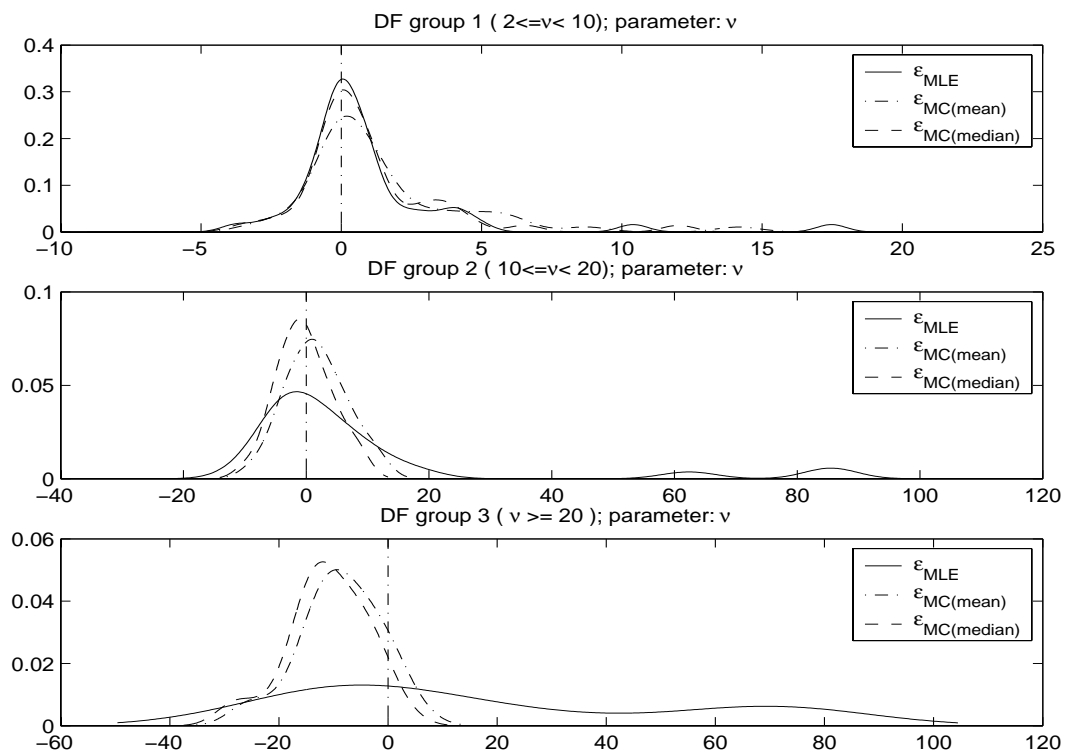 DF group 1 ( 2<=ν< 10); parameter: ν
0.4
0.3
0.2
0.1
0
−10 −5 0 5 10 15 20 25
ε_MLE
ε_MC(mean)
ε_MC(median)
DF group 2 ( 10<=ν< 20); parameter: ν
0.1
0.05
0
−40 −20 0 20 40 60 80 100 120
ε_MLE
ε_MC(mean)
ε_MC(median)
DF group 3 ( ν >= 20 ); parameter: ν
0.06
0.04
0.02
0
−60 −40 −20 0 20 40 60 80 100 120
ε_MLE
ε_MC(mean)
ε_MC(median)